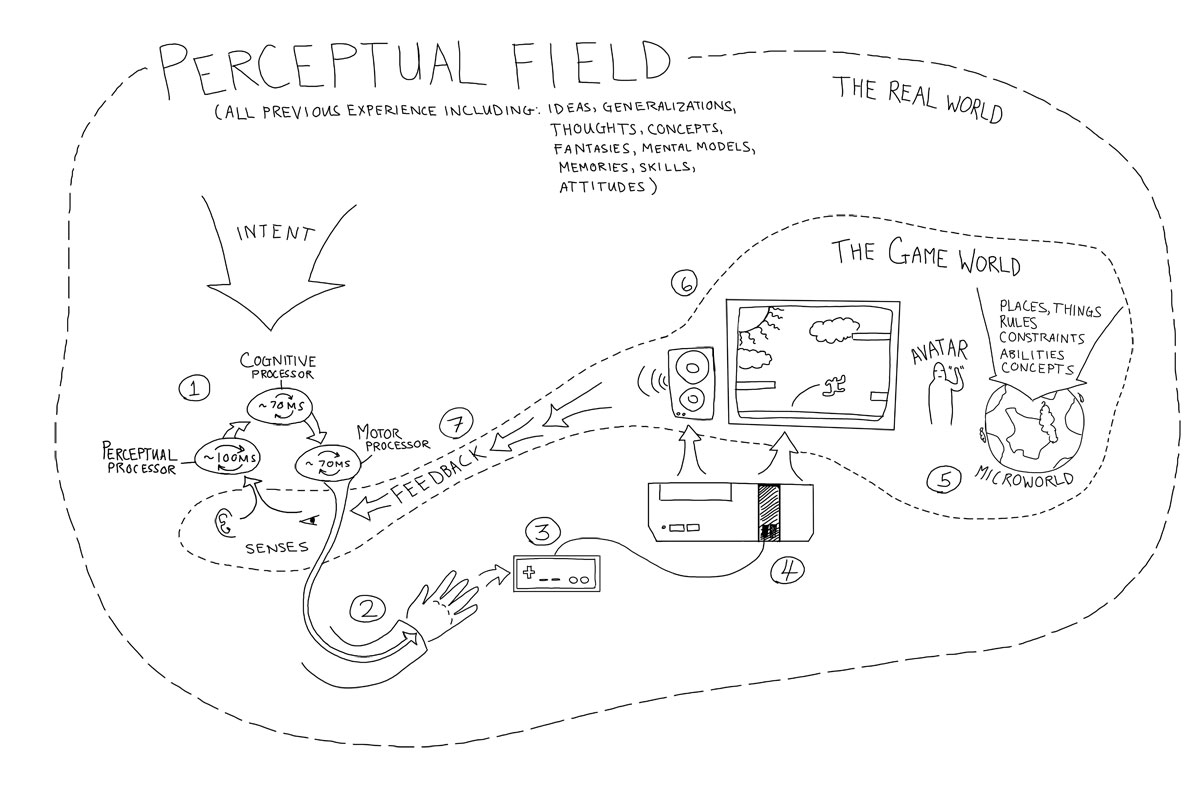 PERCEPTUAL FIELD
(ALL PREVIOUS EXPERIENCE INCLUDING: IDEAS, GENERALIZATIONS,
THOUGHTS, CONCEPTS,
FANTASIES, MENTAL MODELS,
MEMORIES, SKILLS,
ATTITUDES)
THE REAL WORLD
INTENT
THE GAME WORLD
6
PLACES, THINGS
RULES
CONSTRAINTS
ABILITIES
CONCEPTS
AVATAR
COGNITIVE
PROCESSOR
1
~70MS
7
MOTOR
PROCESSOR
PERCEPTUAL
PROCESSOR
~100MS
~70MS
FEEDBACK
5
MICROWORLD
SENSES
3
4
2